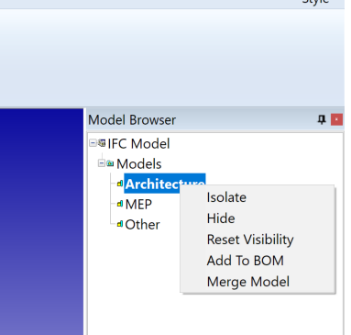 Style
Model Browser
IFC Model
Models
Architecture
MEP
Other
Isolate
Hide
Reset Visibility
Add To BOM
Merge Model